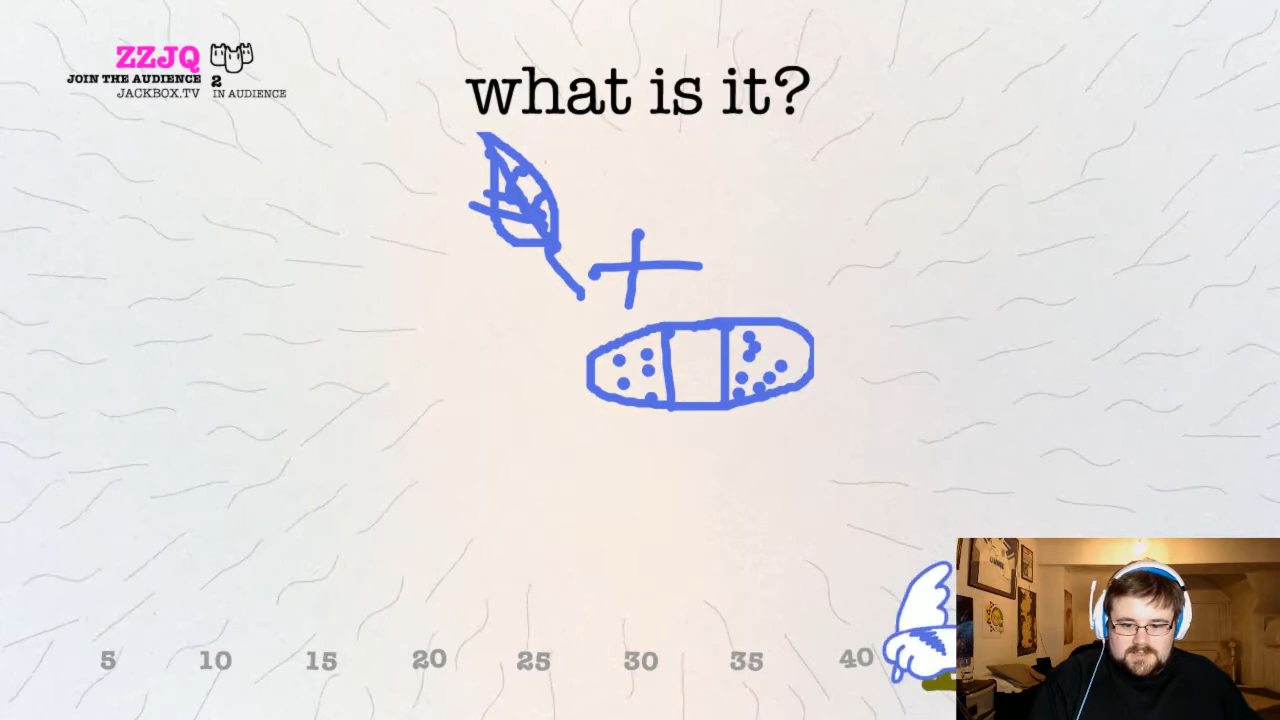 ZZJQ
JOIN THE AUDIENCE 2
JACKBOX.TV IN AUDIENCE
what is it?
5 10 15 20 25 30 35 40